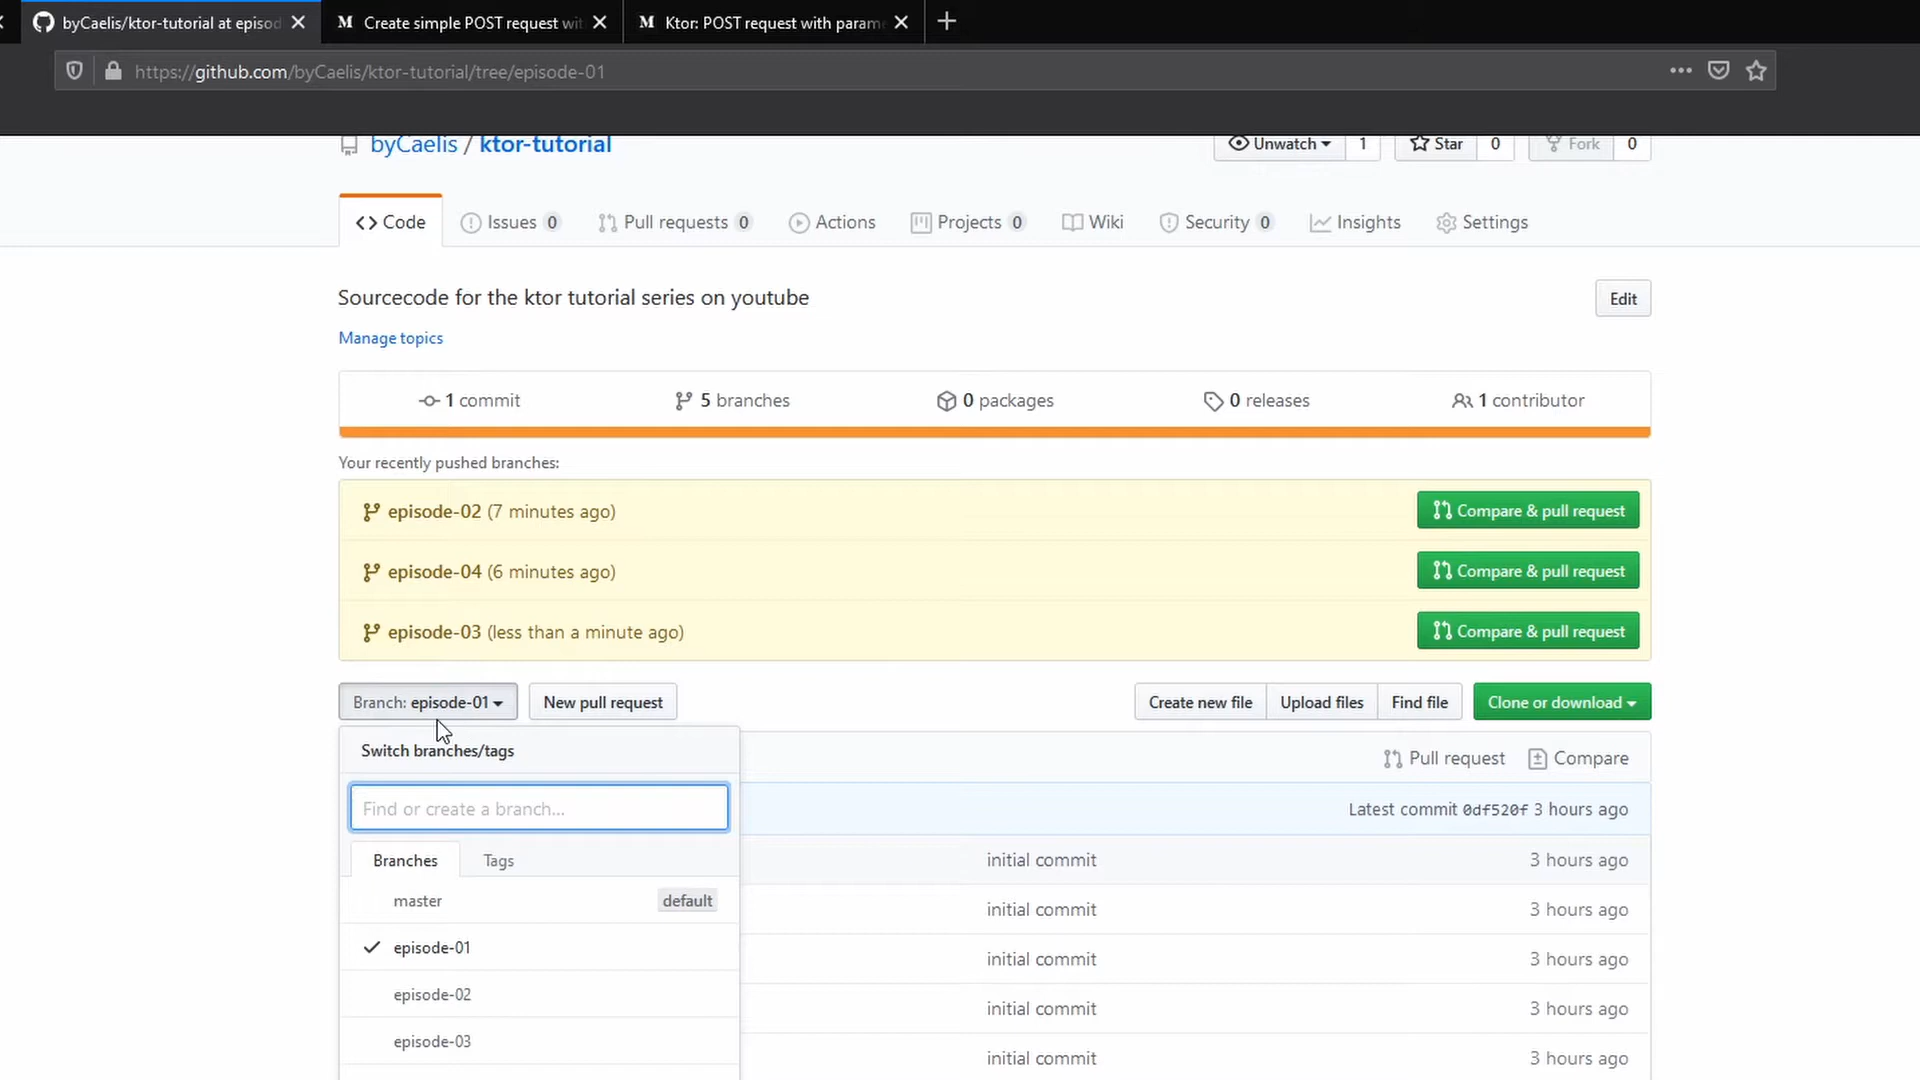 byCaelis/ktor-tutorial at episod
Create simple POST request wit
Ktor: POST request with param
https://github.com/byCaelis/ktor-tutorial/tree/episode-01
byCaelis / ktor-tutorial
Unwatch 1 Star 0 Fork 0
Code Issues 0 Pull requests 0 Actions Projects 0 Wiki Security 0 Insights Settings
Sourcecode for the ktor tutorial series on youtube
Edit
Manage topics
1 commit 5 branches 0 packages 0 releases 1 contributor
Your recently pushed branches:
episode-02 (7 minutes ago) Compare & pull request
episode-04 (6 minutes ago) Compare & pull request
episode-03 (less than a minute ago) Compare & pull request
Branch: episode-01 New pull request Create new file Upload files Find file Clone or download
Switch branches/tags
Pull request Compare
Find or create a branch...
Latest commit 0df520f 3 hours ago
Branches Tags
initial commit 3 hours ago
master default
initial commit 3 hours ago
episode-01
initial commit 3 hours ago
episode-02
initial commit 3 hours ago
episode-03
initial commit 3 hours ago